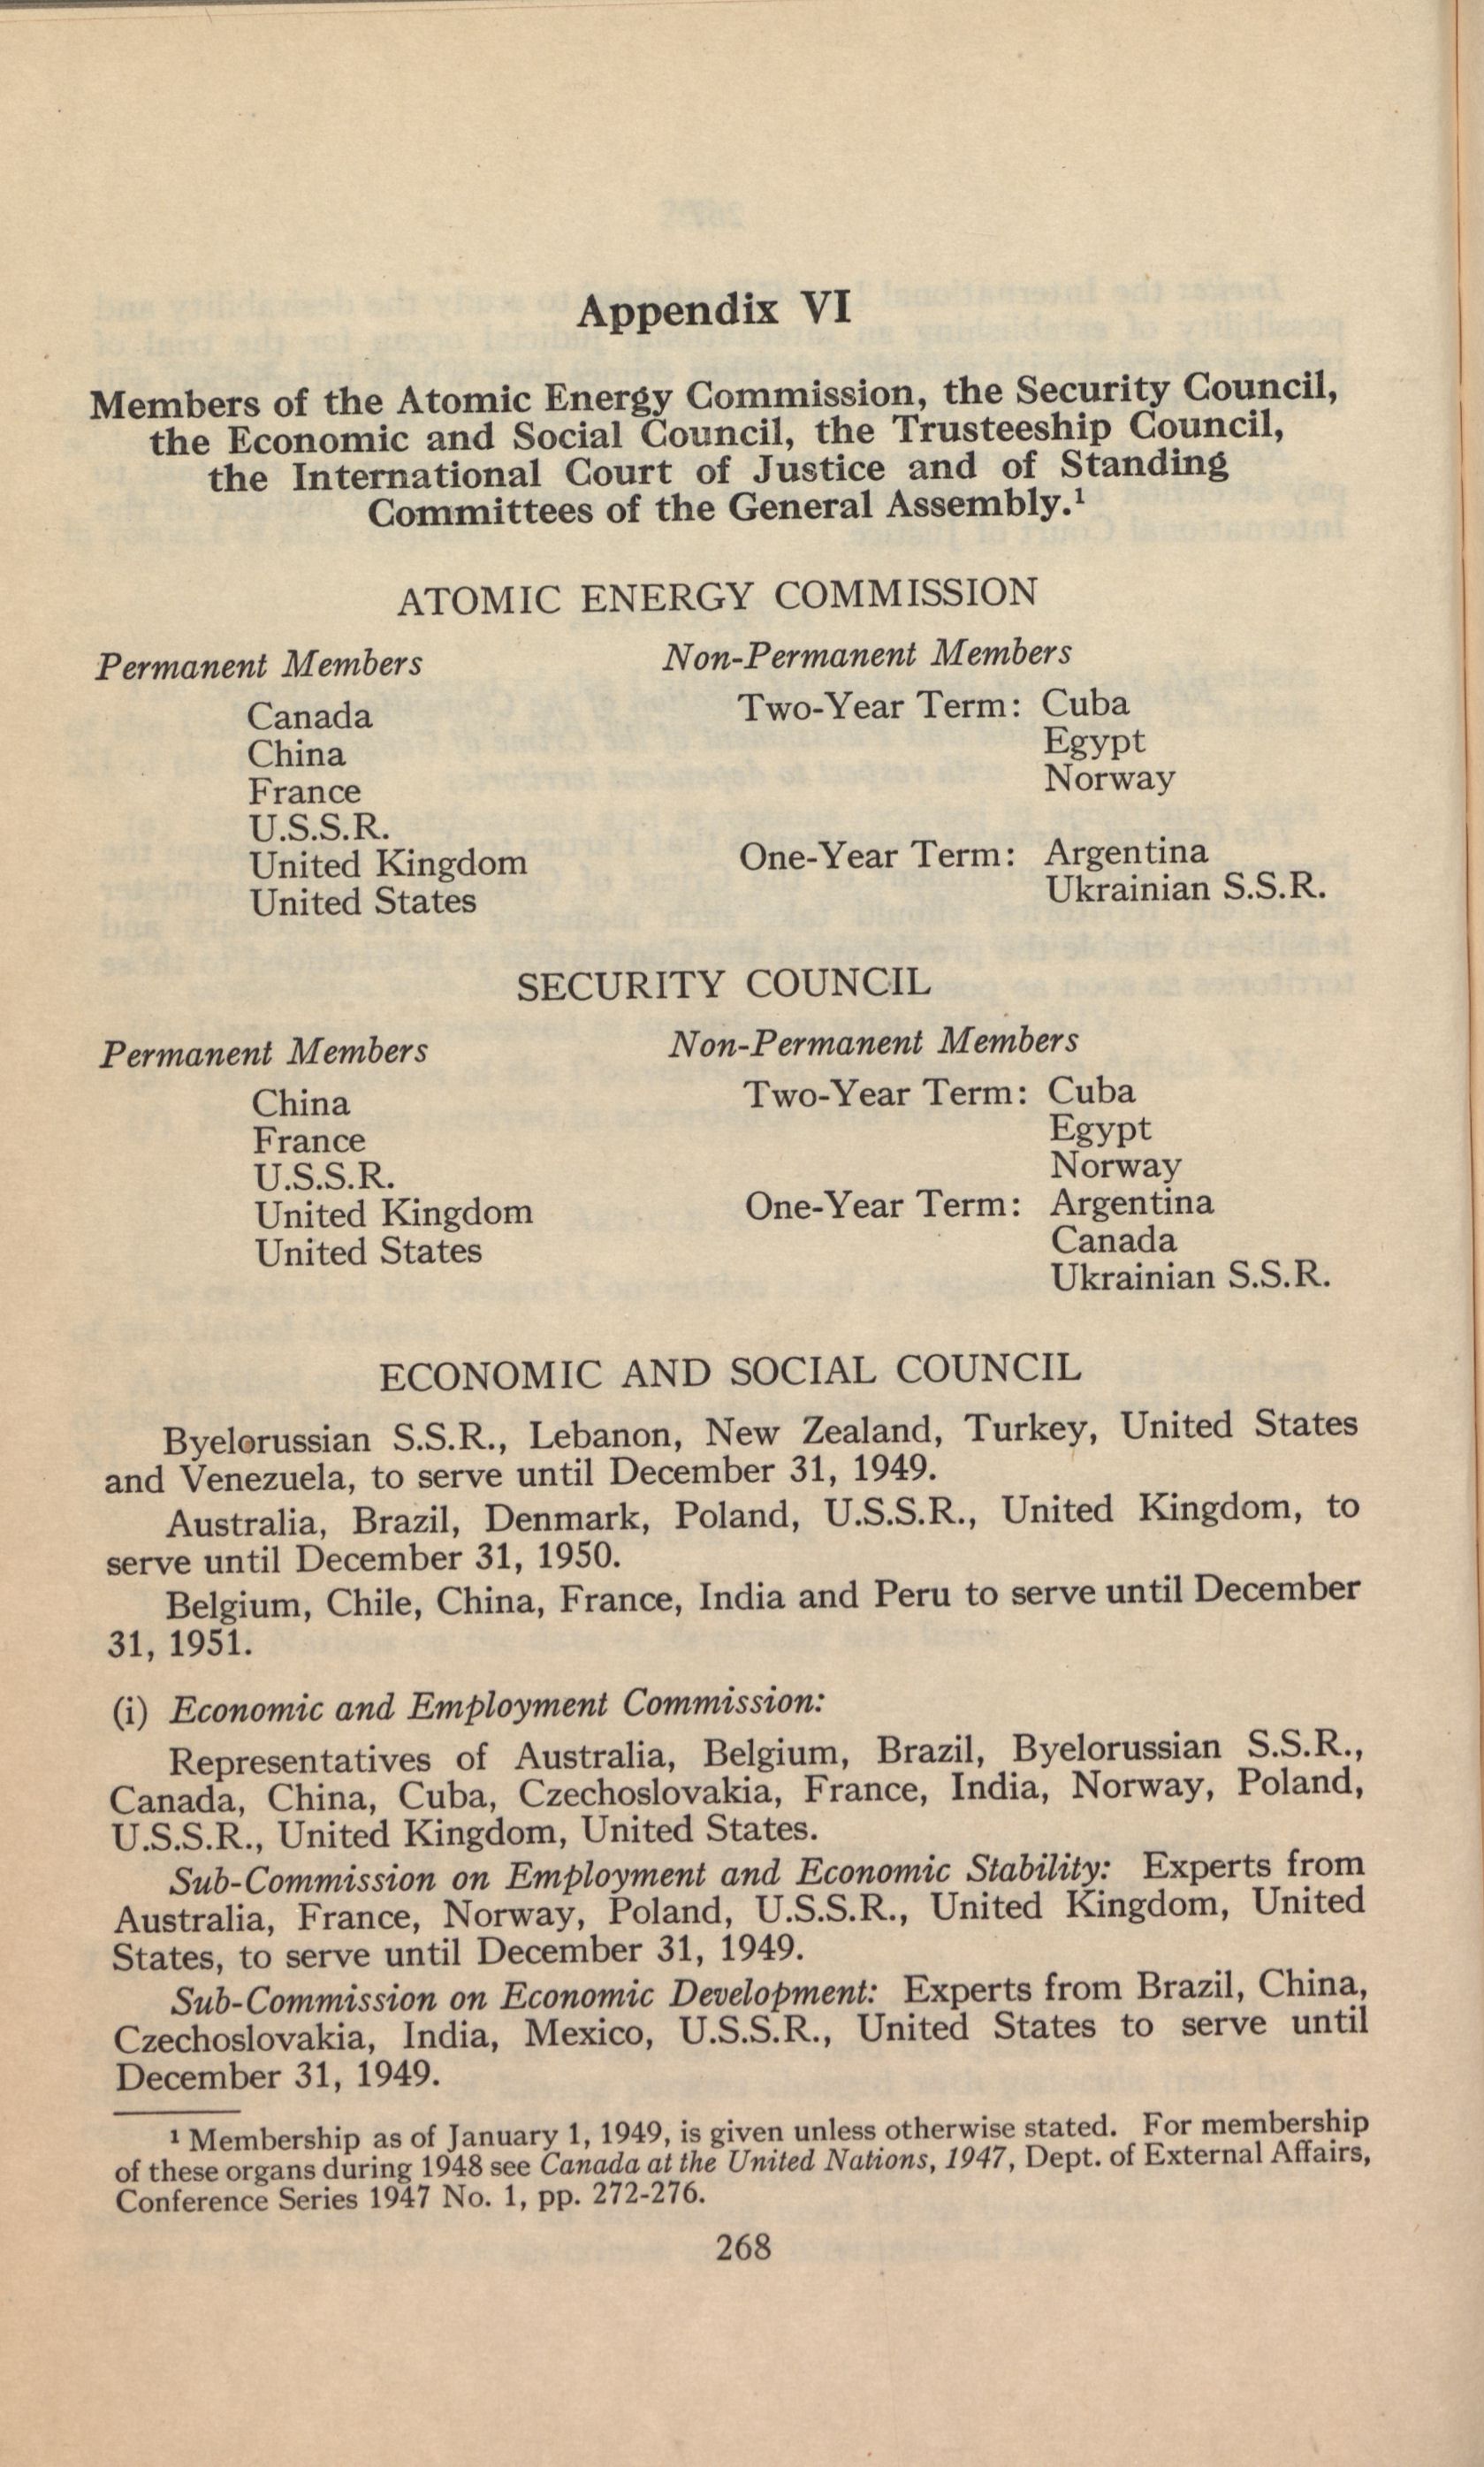 Appendix VI
Members of the Atomic Energy Commission, the Security Council,
the Economic and Social Council, the Trusteeship Council,
the International Court of Justice and of Standing
Committees of the General Assembly.¹
ATOMIC ENERGY COMMISSION
Permanent Members
Canada
China
France
U.S.S.R.
United Kingdom
United States
Non-Permanent Members
Two-Year Term: Cuba
Egypt
Norway
One-Year Term: Argentina
Ukrainian S.S.R.
SECURITY COUNCIL
Permanent Members
China
France
U.S.S.R.
United Kingdom
United States
Non-Permanent Members
Two-Year Term: Cuba
Egypt
Norway
One-Year Term: Argentina
Canada
Ukrainian S.S.R.
ECONOMIC AND SOCIAL COUNCIL
Byelorussian S.S.R., Lebanon, New Zealand, Turkey, United States
and Venezuela, to serve until December 31, 1949.
Australia, Brazil, Denmark, Poland, U.S.S.R., United Kingdom, to
serve until December 31, 1950.
Belgium, Chile, China, France, India and Peru to serve until December
31, 1951.
(i) Economic and Employment Commission:
Representatives of Australia, Belgium, Brazil, Byelorussian S.S.R.,
Canada, China, Cuba, Czechoslovakia, France, India, Norway, Poland,
U.S.S.R., United Kingdom, United States.
Sub-Commission on Employment and Economic Stability: Experts from
Australia, France, Norway, Poland, U.S.S.R., United Kingdom, United
States, to serve until December 31, 1949.
Sub-Commission on Economic Development: Experts from Brazil, China,
Czechoslovakia, India, Mexico, U.S.S.R., United States to serve until
December 31, 1949.
¹ Membership as of January 1, 1949, is given unless otherwise stated. For membership
of these organs during 1948 see Canada at the United Nations, 1947, Dept. of External Affairs,
Conference Series 1947 No. 1, pp. 272-276.
268